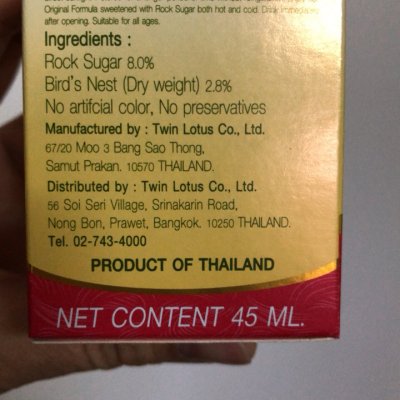 Original Formula sweetened with Rock Sugar both hot and cold. Drink immediately
after opening. Suitable for all ages.
Ingredients :
Rock Sugar 8.0%
Bird's Nest (Dry weight) 2.8%
No artifcial color, No preservatives
Manufactured by : Twin Lotus Co., Ltd.
67/20 Moo 3 Bang Sao Thong,
Samut Prakan. 10570 THAILAND.
Distributed by : Twin Lotus Co., Ltd.
56 Soi Seri Village, Srinakarin Road,
Nong Bon, Prawet, Bangkok. 10250 THAILAND.
Tel. 02-743-4000
PRODUCT OF THAILAND
NET CONTENT 45 ML.